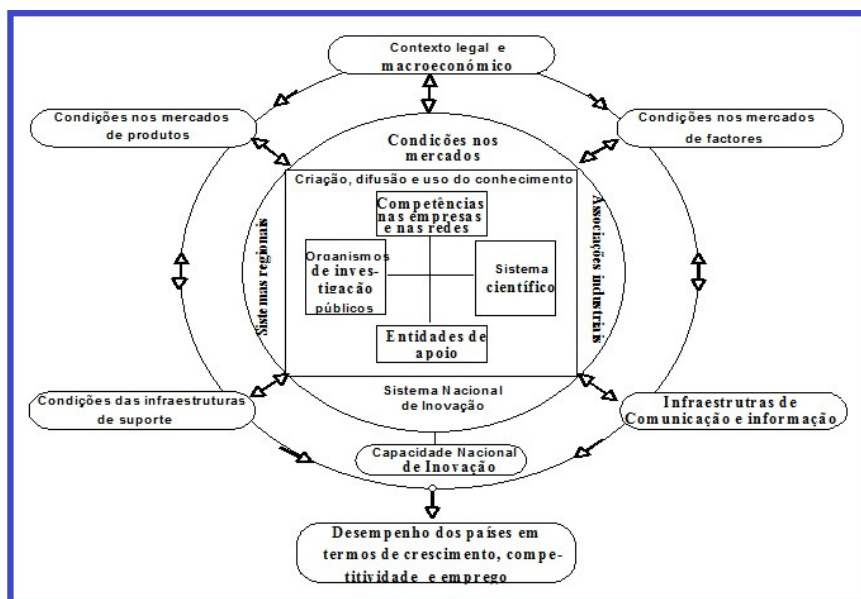 Contexto legal e
macroeconómico
Condições nos mercados
de produtos
Condições nos mercados
de factores
Condições nos
mercados
Criação, difusão e uso do conhecimento
Competências
nas empresas
e nas redes
Sistemas regionais
Organismos
de inves-
tigação
públicos
Sistema
científico
Associações industriais
Entidades de
apoio
Condições das infraestruturas
de suporte
Sistema Nacional
de Inovação
Infraestrutras de
Comunicação e informação
Capacidade Nacional
de Inovação
Desempenho dos países em
termos de crescimento, compe-
titividade e emprego